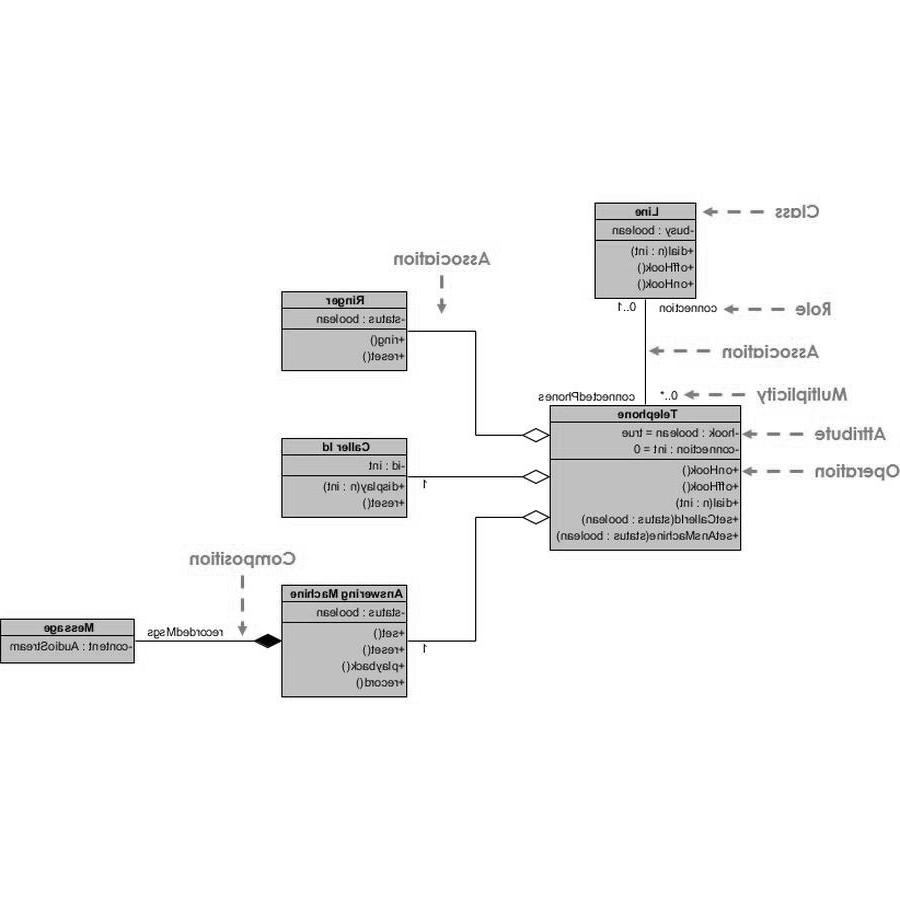 Class
Line
-busy : boolean
+dial(n : int)
+offHook()
+onHook()
0..1
connection
Role
Association
0..*
Multiplicity
connectedPhones
Telephone
-hook : boolean = true
-connection : int = 0
+onHook()
+offHook()
+dial(n : int)
+setCallerId(status : boolean)
+setAnsMachine(status : boolean)
Attribute
Operation
Association
Ringer
-status : boolean
+ring()
+reset()
Caller Id
-id : int
+display(n : int)
+reset()
1
Answering Machine
-status : boolean
+set()
+reset()
+playback()
+record()
1
Composition
recordedMsgs
Message
-content : AudioStream